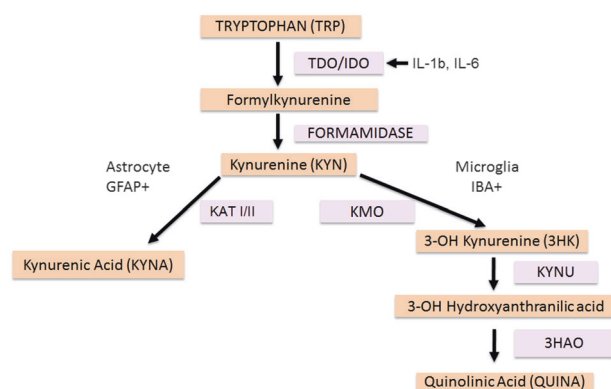 TRYPTOPHAN (TRP)
TDO/IDO
IL-1b, IL-6
Formylkynurenine
FORMAMIDASE
Astrocyte
GFAP+
Kynurenine (KYN)
Microglia
IBA+
KAT I/II
KMO
3-OH Kynurenine (3HK)
Kynurenic Acid (KYNA)
KYNU
3-OH Hydroxyanthranilic acid
3HAO
Quinolinic Acid (QUINA)